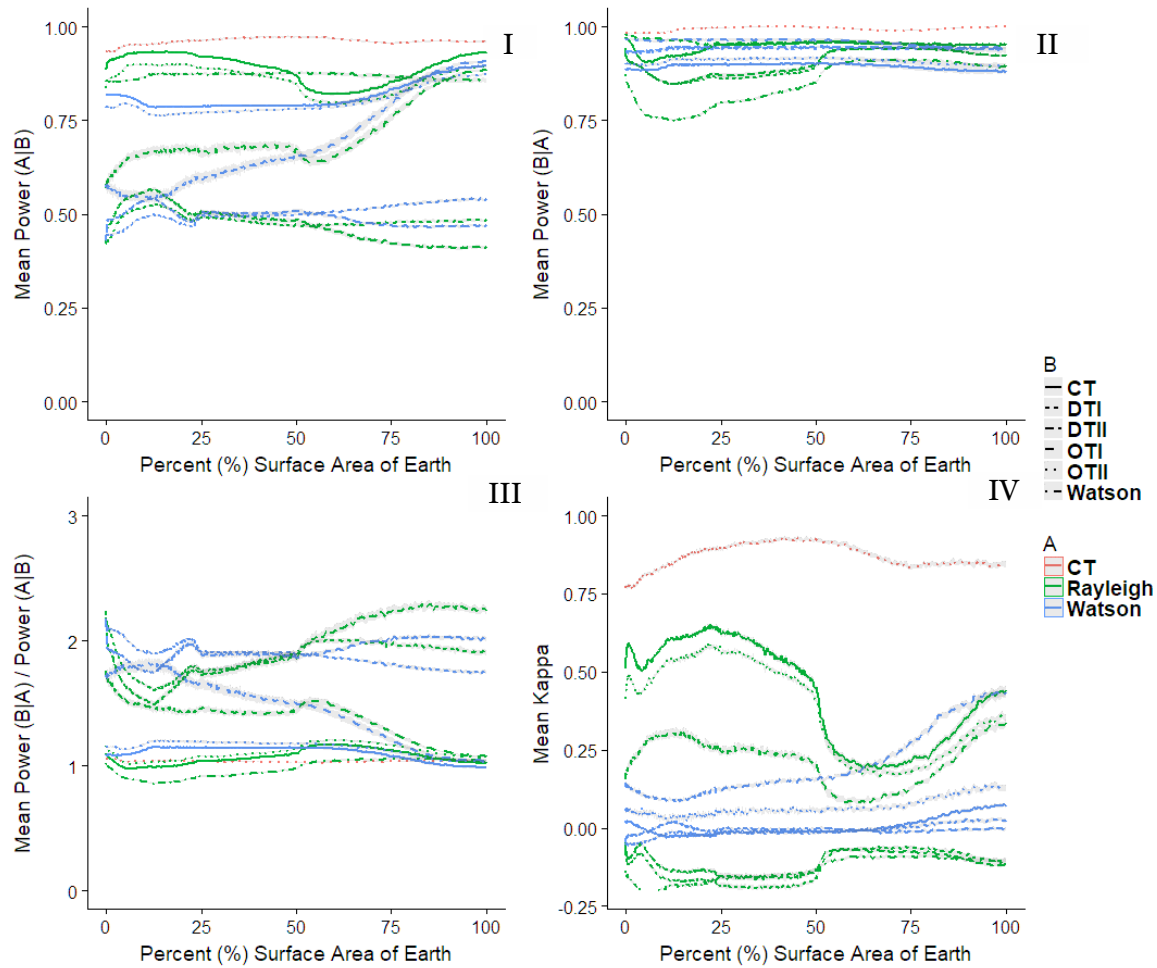 I
Mean Power (A|B)
1.00
0.75
0.50
0.25
0.00
0 25 50 75 100
Percent (%) Surface Area of Earth
II
Mean Power (B|A)
1.00
0.75
0.50
0.25
0.00
0 25 50 75 100
Percent (%) Surface Area of Earth
III
Mean Power (B|A) / Power (A|B)
3
2
1
0
0 25 50 75 100
Percent (%) Surface Area of Earth
IV
Mean Kappa
1.00
0.75
0.50
0.25
0.00
-0.25
0 25 50 75 100
Percent (%) Surface Area of Earth
B
CT
DTI
DTII
OTI
OTII
Watson
A
CT
Rayleigh
Watson